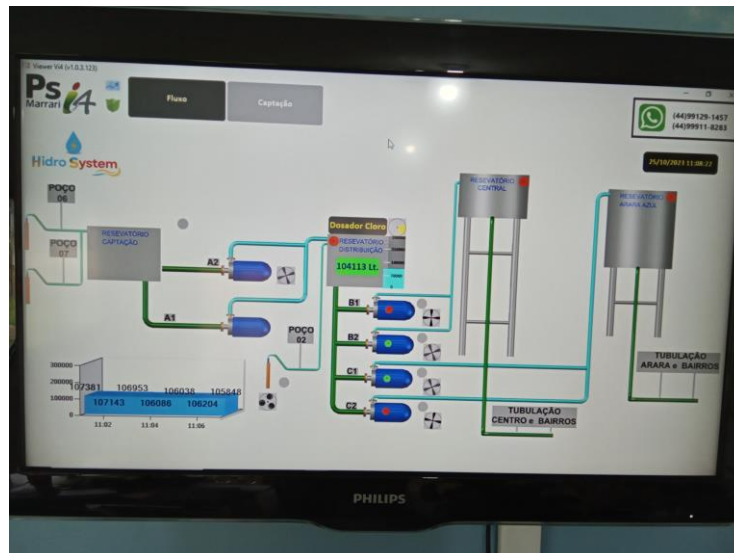 Viewer Vi4 (v1.0.3.123)
Ps
Marrari i4
Fluxo
Captação
(44)99129-1457
(44)99911-8283
Hidro System
25/10/2023 11:08:22
POÇO
06
POÇO
07
RESEVATÓRIO
CAPTAÇÃO
A2
A1
Dosador Cloro
RESEVATÓRIO
DISTRIBUIÇÃO
104113 Lt.
RESEVATÓRIO
CENTRAL
RESEVATÓRIO
ARARA AZUL
B1
B2
C1
C2
POÇO
02
TUBULAÇÃO
CENTRO e BAIRROS
TUBULAÇÃO
ARARA e BAIRROS
300000
200000
100000
0
107381 106953 106038 105848
107143 106086 106204
11:02 11:04 11:06
PHILIPS